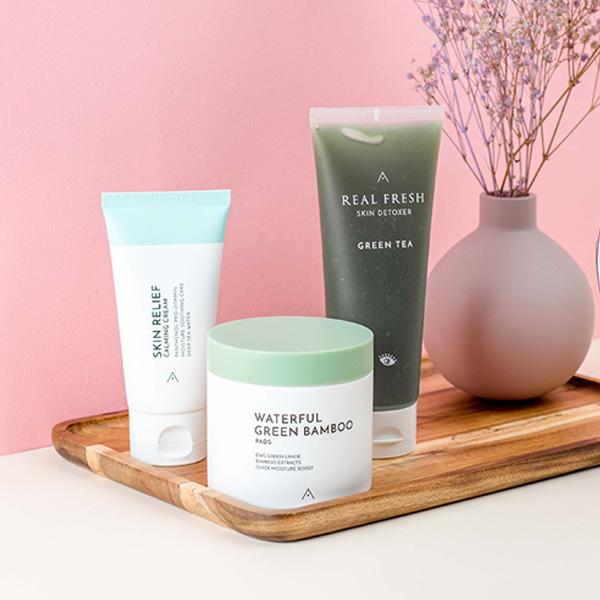 SKIN RELIEF
CALMING CREAM
PANTHENOL PRO-VITAMIN
MOISTURE SOOTHING CARE
DEEP SEA WATER
REAL FRESH
SKIN DETOXER
GREEN TEA
WATERFUL
GREEN BAMBOO
PADS
EWG GREEN GRADE
BAMBOO EXTRACTS
QUICK MOISTURE BOOST